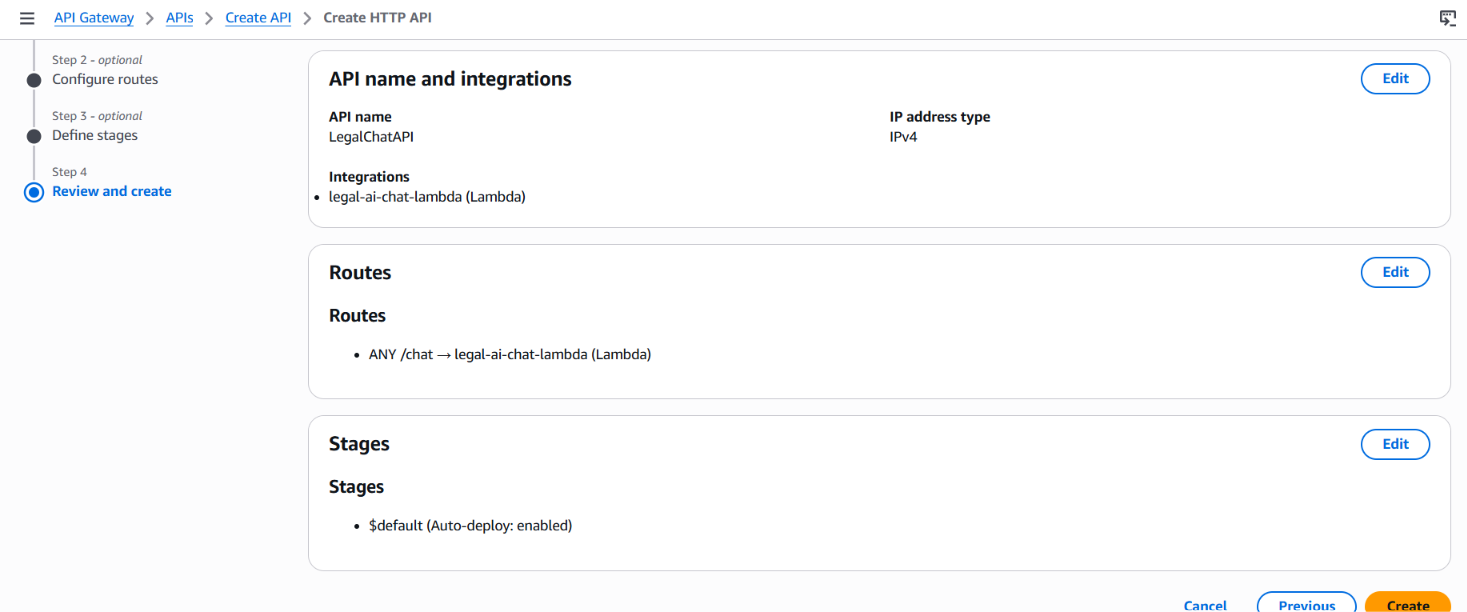 API Gateway > APIs > Create API > Create HTTP API
Step 2 - optional
Configure routes
Step 3 - optional
Define stages
Step 4
Review and create
API name and integrations
Edit
API name
LegalChatAPI
IP address type
IPv4
Integrations
• legal-ai-chat-lambda (Lambda)
Routes
Edit
Routes
• ANY /chat → legal-ai-chat-lambda (Lambda)
Stages
Edit
Stages
• $default (Auto-deploy: enabled)
Cancel
Previous
Create